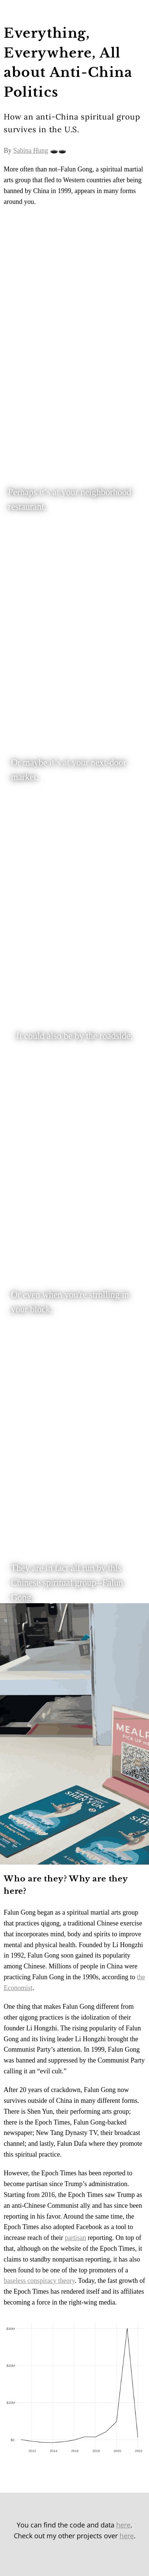 Everything,
Everywhere, All
about Anti-China
Politics
How an anti-China spiritual group
survives in the U.S.
By Sabina Hung 🕳️🕳️
More often than not–Falun Gong, a spiritual martial
arts group that fled to Western countries after being
banned by China in 1999, appears in many forms
around you.
Perhaps it's at your neighborhood
restaurant.
Or maybe it's at your next-door
market.
It could also be by the roadside.
Or even when you're strolling in
your block.
They are in fact all run by this
Chinese spiritual group–Falun
Gong.
MEALP
SHEN YUN
Who are they? Why are they
here?
Falun Gong began as a spiritual martial arts group
that practices qigong, a traditional Chinese exercise
that incorporates mind, body and spirits to improve
mental and physical health. Founded by Li Hongzhi
in 1992, Falun Gong soon gained its popularity
among Chinese. Millions of people in China were
practicing Falun Gong in the 1990s, according to the
Economist.
One thing that makes Falun Gong different from
other qigong practices is the idolization of their
founder Li Hongzhi. The rising popularity of Falun
Gong and its living leader Li Hongzhi brought the
Communist Party's attention. In 1999, Falun Gong
was banned and suppressed by the Communist Party
calling it an “evil cult.”
After 20 years of crackdown, Falun Gong now
survives outside of China in many different forms.
There is Shen Yun, their performing arts group;
there is the Epoch Times, Falun Gong-backed
newspaper; New Tang Dynasty TV, their broadcast
channel; and lastly, Falun Dafa where they promote
this spiritual practice.
However, the Epoch Times has been reported to
become partisan since Trump's administration.
Starting from 2016, the Epoch Times saw Trump as
an anti-Chinese Communist ally and has since been
reporting in his favor. Around the same time, the
Epoch Times also adopted Facebook as a tool to
increase reach of their partisan reporting. On top of
that, although on the website of the Epoch Times, it
claims to standby nonpartisan reporting, it has also
been found to be one of the top promoters of a
baseless conspiracy theory. Today, the fast growth of
the Epoch Times has rendered itself and its affiliates
becoming a force in the right-wing media.
$30M
$20M
$10M
$0
2012 2014 2016 2018 2020 2022
You can find the code and data here.
Check out my other projects over here.